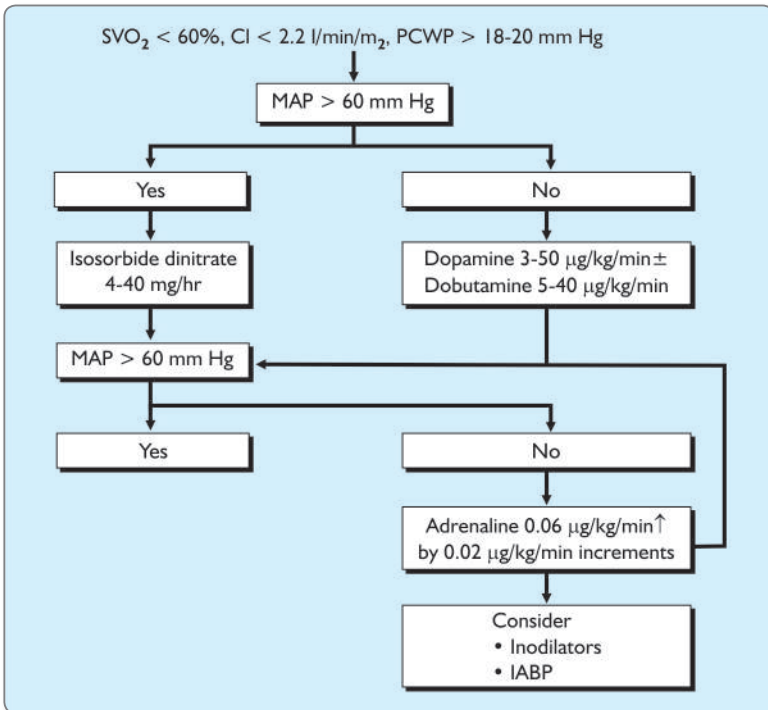 SVO₂ < 60%, CI < 2.2 l/min/m₂, PCWP > 18-20 mm Hg
MAP > 60 mm Hg
Yes
No
Isosorbide dinitrate
4-40 mg/hr
Dopamine 3-50 μg/kg/min±
Dobutamine 5-40 μg/kg/min
MAP > 60 mm Hg
Yes
No
Adrenaline 0.06 μg/kg/min↑
by 0.02 μg/kg/min increments
Consider
• Inodilators
• IABP